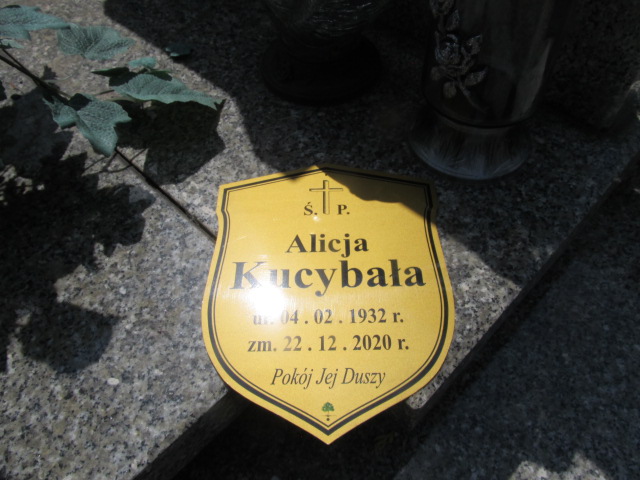 Ś. P.
Alicja
Kucybała
ur. 04 . 02 . 1932 r.
zm. 22 . 12 . 2020 r.
Pokój Jej Duszy